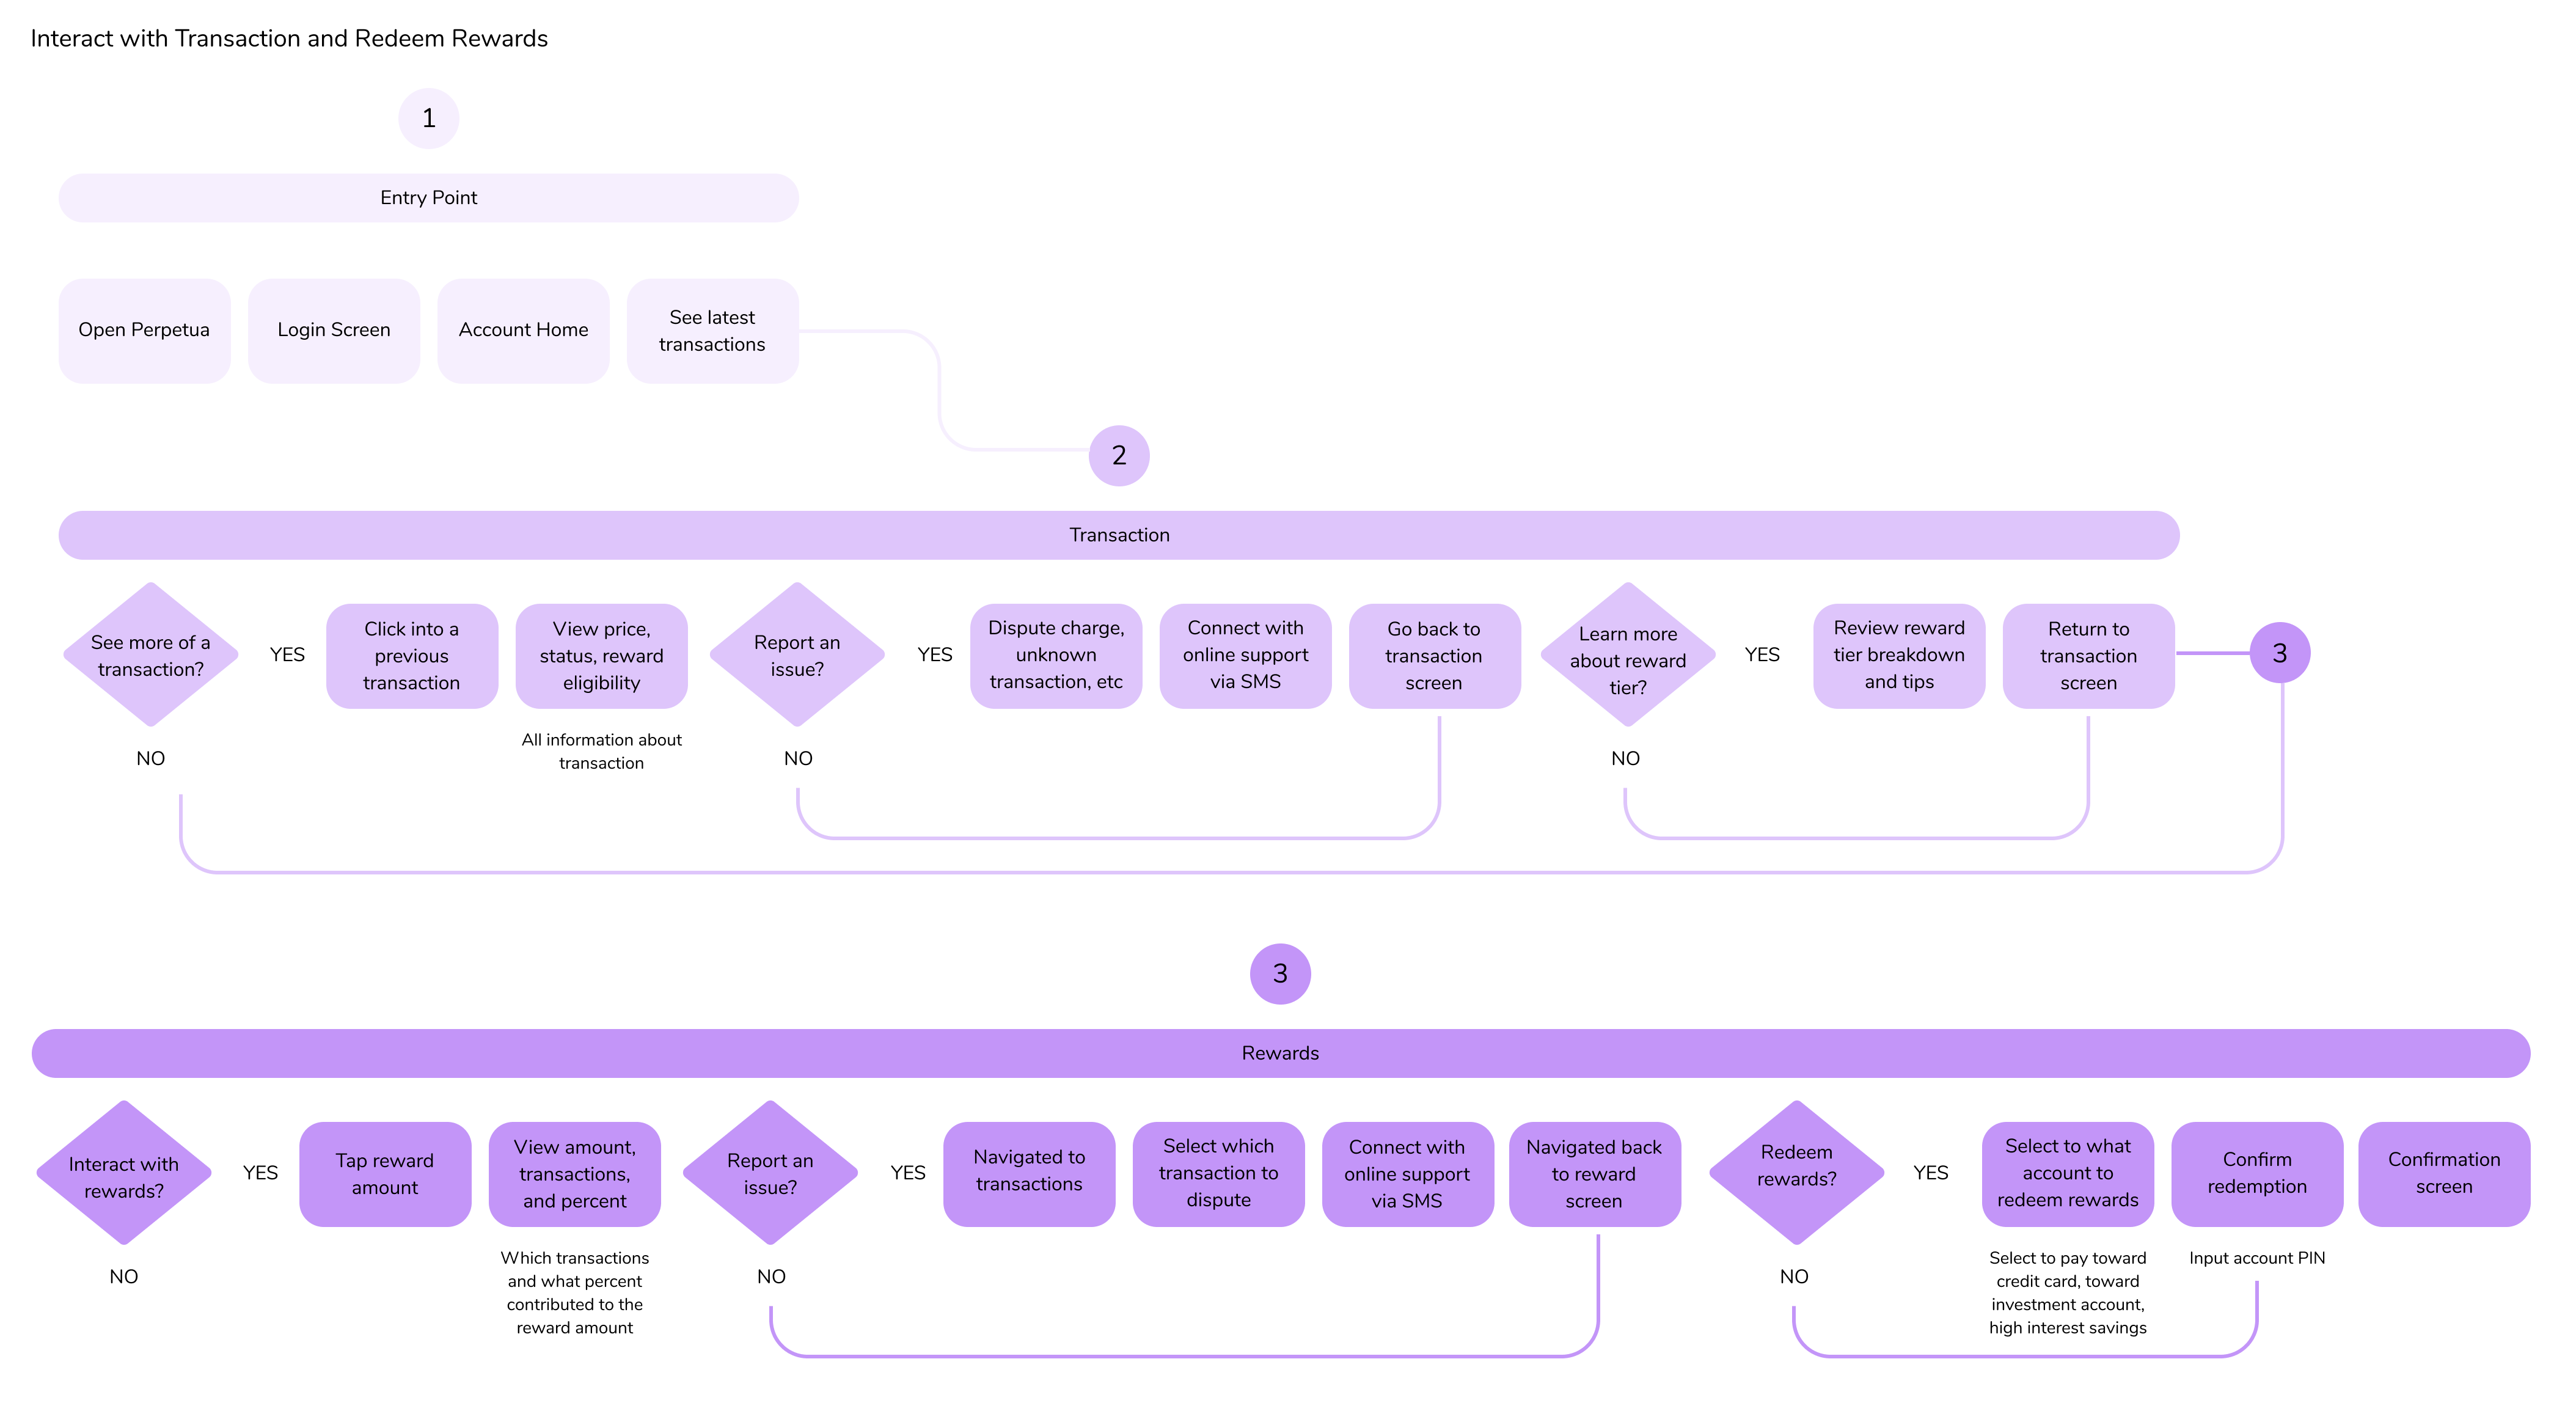 Interact with Transaction and Redeem Rewards
1
Entry Point
Open Perpetua
Login Screen
Account Home
See latest
transactions
2
Transaction
See more of a
transaction?
YES
NO
Click into a
previous
transaction
View price,
status, reward
eligibility
All information about
transaction
Report an
issue?
YES
NO
Dispute charge,
unknown
transaction, etc
Connect with
online support
via SMS
Go back to
transaction
screen
Learn more
about reward
tier?
YES
NO
Review reward
tier breakdown
and tips
Return to
transaction
screen
3
3
Rewards
Interact with
rewards?
YES
NO
Tap reward
amount
View amount,
transactions,
and percent
Which transactions
and what percent
contributed to the
reward amount
Report an
issue?
YES
NO
Navigated to
transactions
Select which
transaction to
dispute
Connect with
online support
via SMS
Navigated back
to reward
screen
Redeem
rewards?
YES
NO
Select to what
account to
redeem rewards
Select to pay toward
credit card, toward
investment account,
high interest savings
Confirm
redemption
Input account PIN
Confirmation
screen